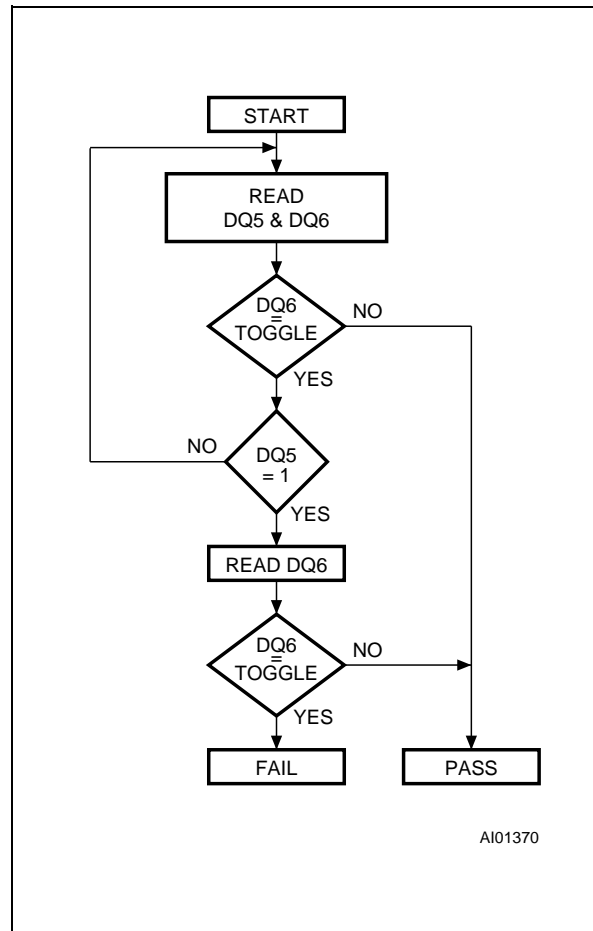 START
READ
DQ5 & DQ6
DQ6
=
TOGGLE
NO
YES
NO
DQ5
= 1
YES
READ DQ6
DQ6
=
TOGGLE
NO
YES
FAIL
PASS
AI01370